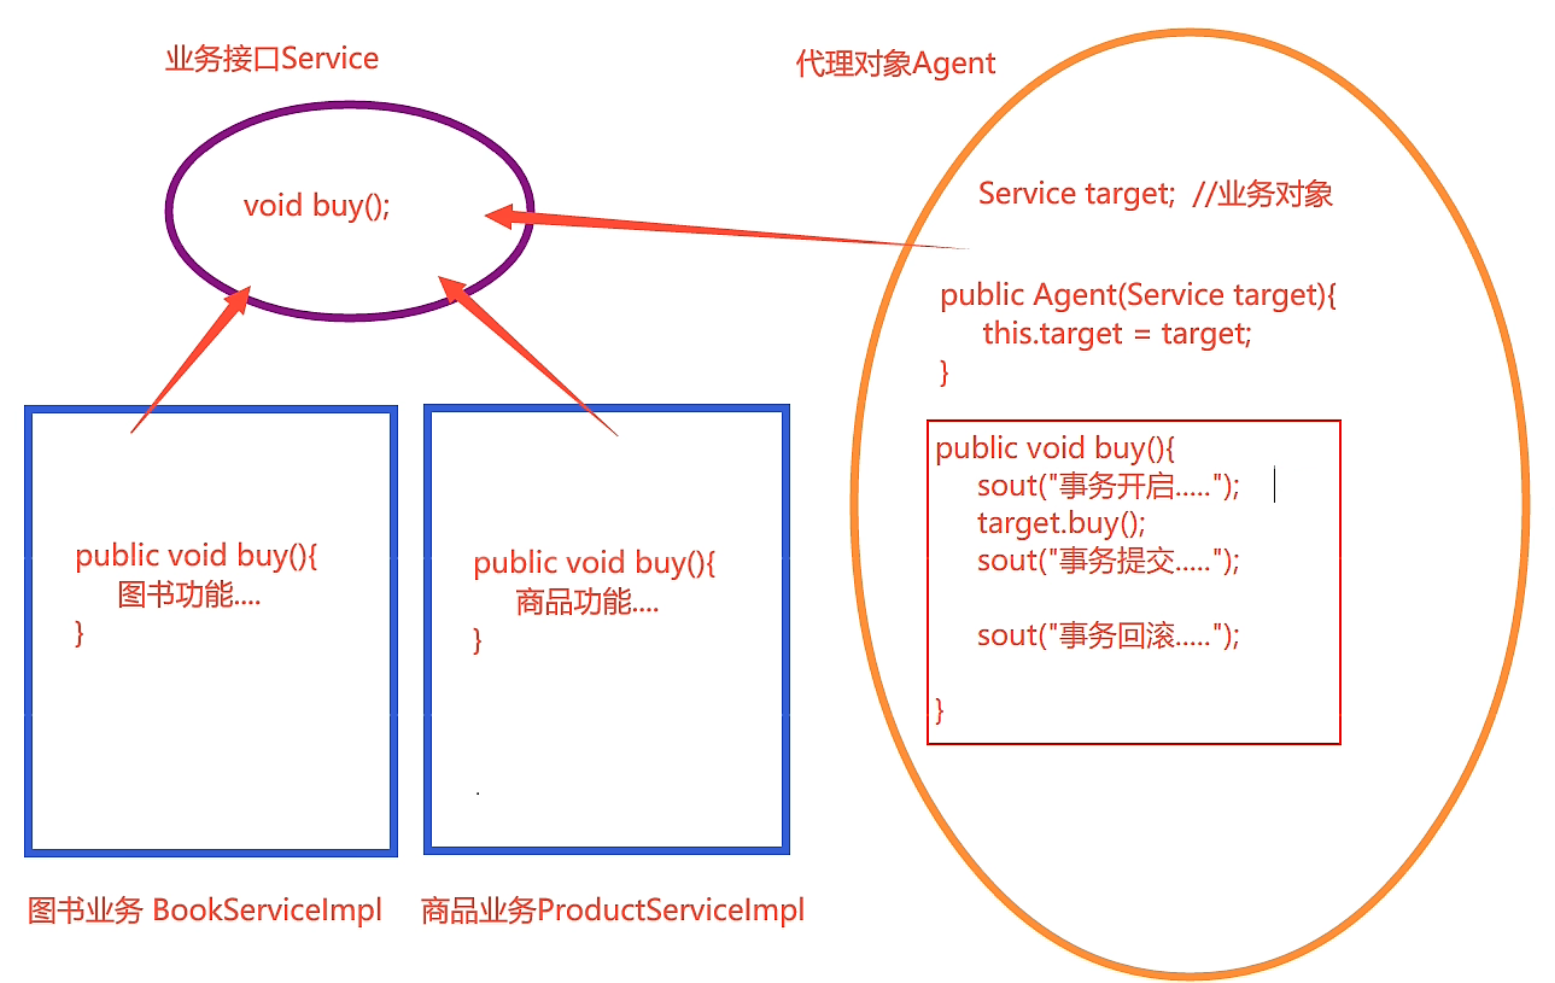 业务接口Service
void buy();
代理对象Agent
Service target;  //业务对象
public Agent(Service target){
this.target = target;
}
public void buy(){
sout("事务开启.....");
target.buy();
sout("事务提交.....");
sout("事务回滚.....");
}
public void buy(){
图书功能....
}
图书业务 BookServiceImpl
public void buy(){
商品功能....
}
商品业务ProductServiceImpl